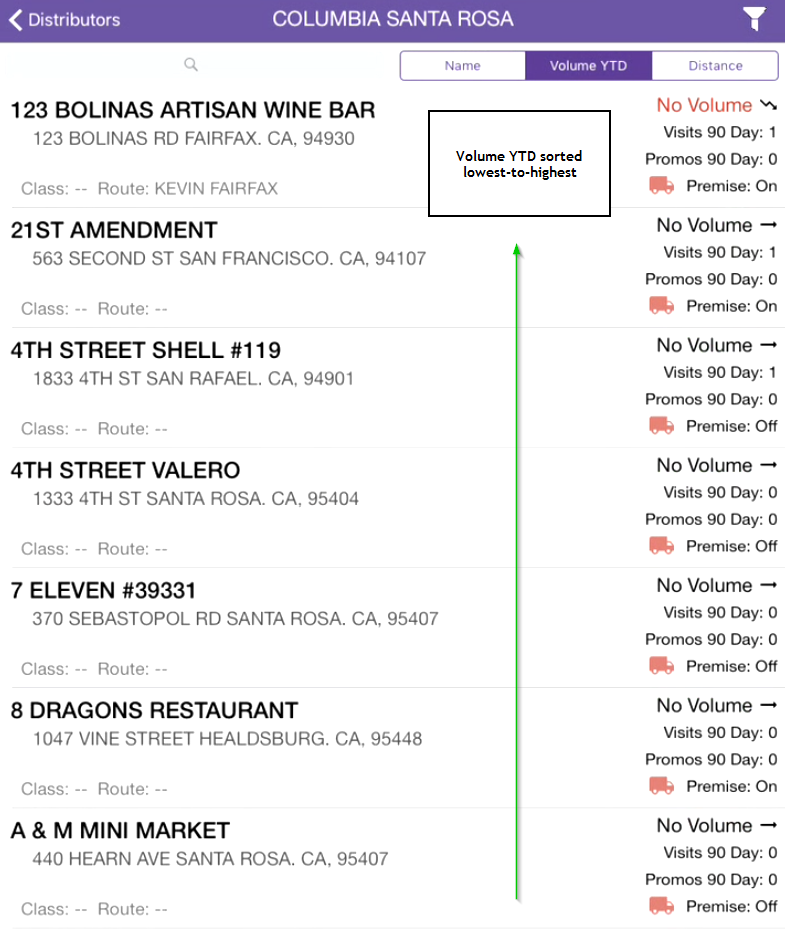 Distributors
COLUMBIA SANTA ROSA
Name
Volume YTD
Distance
123 BOLINAS ARTISAN WINE BAR
No Volume
123 BOLINAS RD FAIRFAX. CA, 94930
Visits 90 Day: 1
Promos 90 Day: 0
Class: -- Route: KEVIN FAIRFAX
Premise: On
Volume YTD sorted
lowest-to-highest
21ST AMENDMENT
No Volume
563 SECOND ST SAN FRANCISCO. CA, 94107
Visits 90 Day: 1
Promos 90 Day: 0
Class: -- Route: --
Premise: On
4TH STREET SHELL #119
No Volume
1833 4TH ST SAN RAFAEL. CA, 94901
Visits 90 Day: 1
Promos 90 Day: 0
Class: -- Route: --
Premise: Off
4TH STREET VALERO
No Volume
1333 4TH ST SANTA ROSA. CA, 95404
Visits 90 Day: 0
Promos 90 Day: 0
Class: -- Route: --
Premise: Off
7 ELEVEN #39331
No Volume
370 SEBASTOPOL RD SANTA ROSA. CA, 95407
Visits 90 Day: 0
Promos 90 Day: 0
Class: -- Route: --
Premise: Off
8 DRAGONS RESTAURANT
No Volume
1047 VINE STREET HEALDSBURG. CA, 95448
Visits 90 Day: 0
Promos 90 Day: 0
Class: -- Route: --
Premise: On
A & M MINI MARKET
No Volume
440 HEARN AVE SANTA ROSA. CA, 95407
Visits 90 Day: 0
Promos 90 Day: 0
Class: -- Route: --
Premise: Off